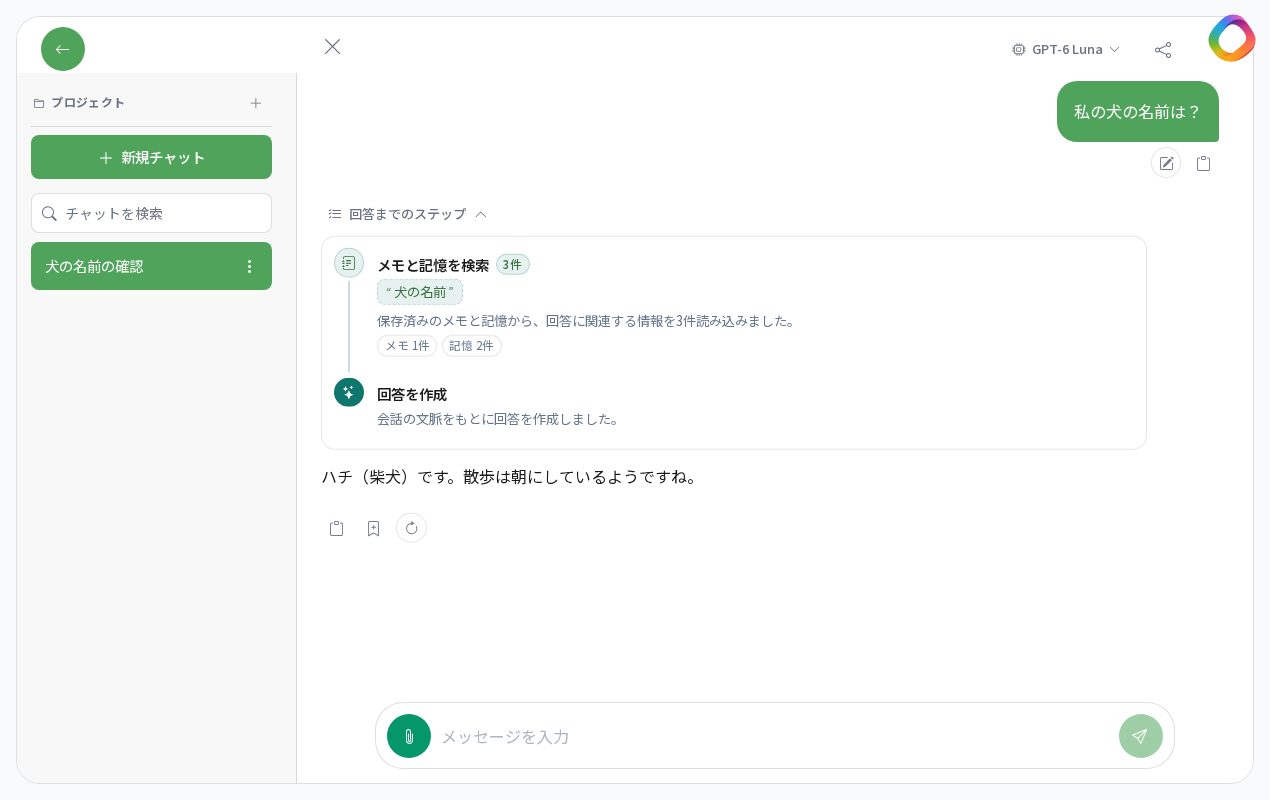 GPT-6 Luna
プロジェクト
新規チャット
チャットを検索
犬の名前の確認
私の犬の名前は？
回答までのステップ
メモと記憶を検索 3件
“犬の名前”
保存済みのメモと記憶から、回答に関連する情報を3件読み込みました。
メモ 1件 記憶 2件
回答を作成
会話の文脈をもとに回答を作成しました。
ハチ（柴犬）です。散歩は朝にしているようですね。
メッセージを入力